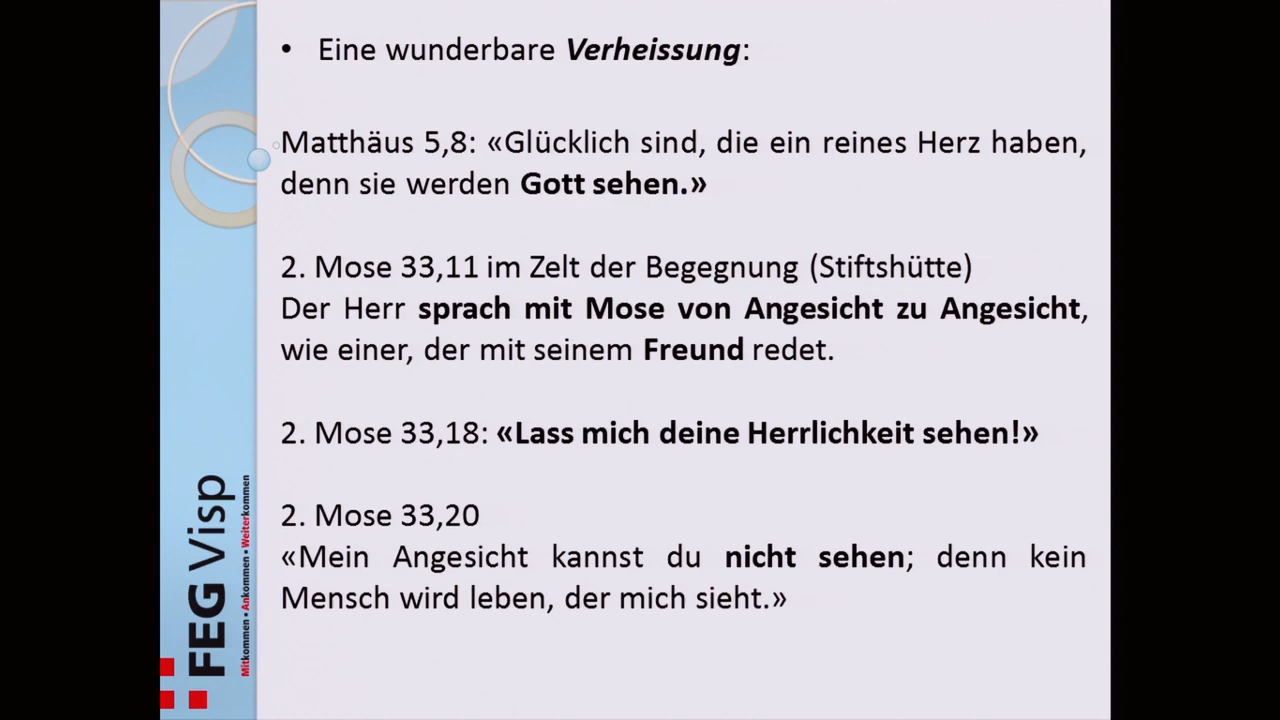 • Eine wunderbare Verheissung:
Matthäus 5,8: «Glücklich sind, die ein reines Herz haben,
denn sie werden Gott sehen.»
2. Mose 33,11 im Zelt der Begegnung (Stiftshütte)
Der Herr sprach mit Mose von Angesicht zu Angesicht,
wie einer, der mit seinem Freund redet.
2. Mose 33,18: «Lass mich deine Herrlichkeit sehen!»
2. Mose 33,20
«Mein Angesicht kannst du nicht sehen; denn kein
Mensch wird leben, der mich sieht.»
FEG Visp
Mitkommen • Ankommen • Weiterkommen